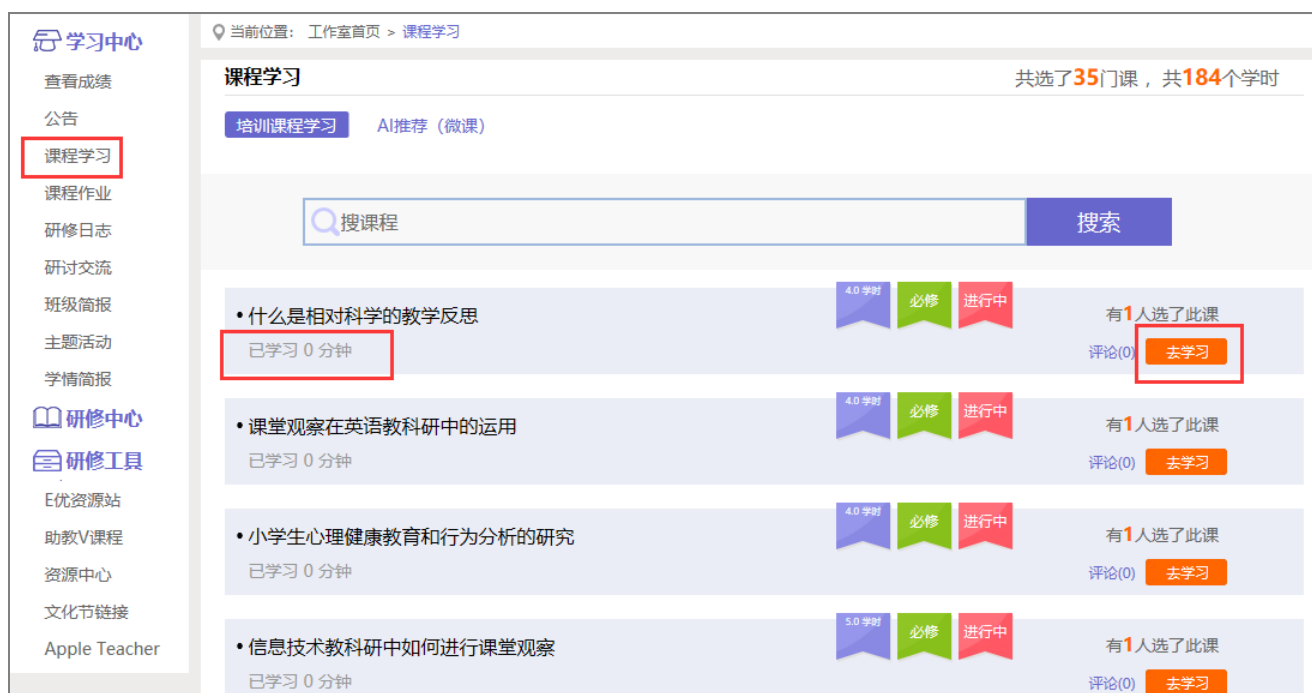 学习中心
查看成绩
公告
课程学习
课程作业
研修日志
研讨交流
班级简报
主题活动
学情简报
研修中心
研修工具
E优资源站
助教V课程
资源中心
文化节链接
Apple Teacher
当前位置： 工作室首页 > 课程学习
课程学习
共选了35门课 ，共184个学时
培训课程学习 AI推荐（微课）
搜课程 搜索
• 什么是相对科学的教学反思 4.0 学时 必修 进行中 有1人选了此课
已学习 0 分钟 评论(0) 去学习
• 课堂观察在英语教科研中的运用 4.0 学时 必修 进行中 有1人选了此课
已学习 0 分钟 评论(0) 去学习
• 小学生心理健康教育和行为分析的研究 4.0 学时 必修 进行中 有1人选了此课
已学习 0 分钟 评论(0) 去学习
• 信息技术教科研中如何进行课堂观察 5.0 学时 必修 进行中 有1人选了此课
已学习 0 分钟 评论(0) 去学习